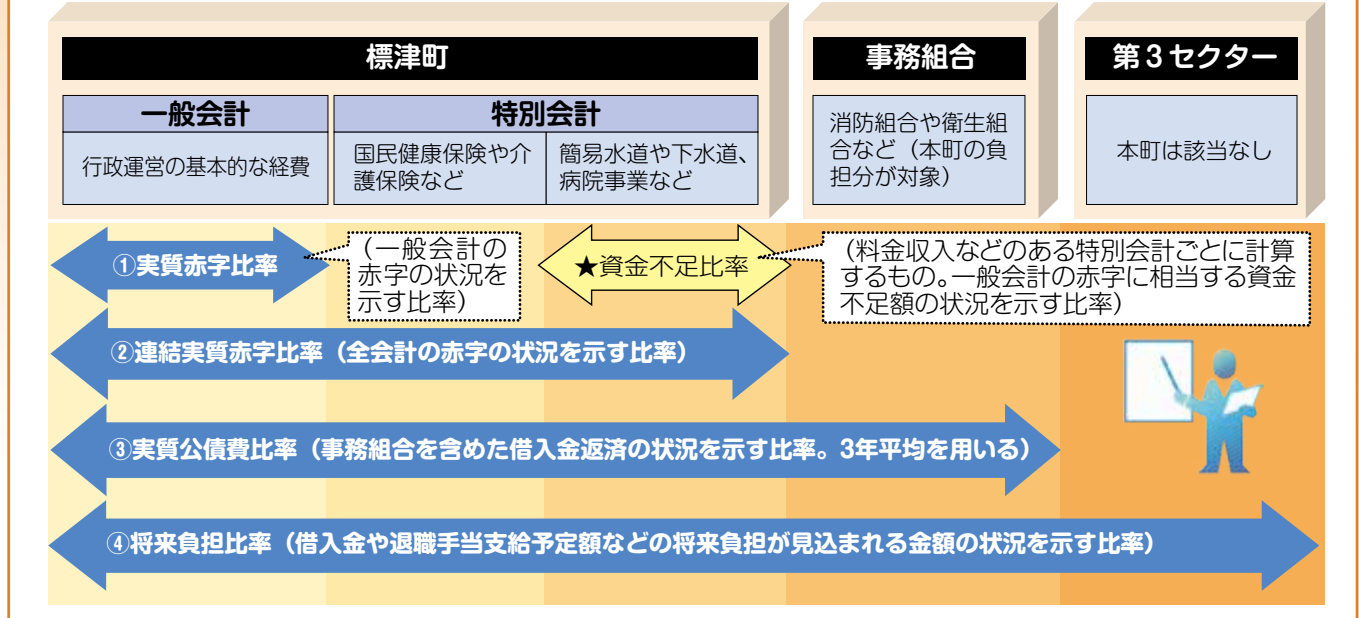 標津町
事務組合
第3セクター
一般会計
特別会計
行政運営の基本的な経費
国民健康保険や介
護保険など
簡易水道や下水道、
病院事業など
消防組合や衛生組
合など（本町の負
担分が対象）
本町は該当なし
①実質赤字比率
（一般会計の
赤字の状況を
示す比率）
★資金不足比率
（料金収入などのある特別会計ごとに計算
するもの。一般会計の赤字に相当する資金
不足額の状況を示す比率）
②連結実質赤字比率（全会計の赤字の状況を示す比率）
③実質公債費比率（事務組合を含めた借入金返済の状況を示す比率。3年平均を用いる）
④将来負担比率（借入金や退職手当支給予定額などの将来負担が見込まれる金額の状況を示す比率）